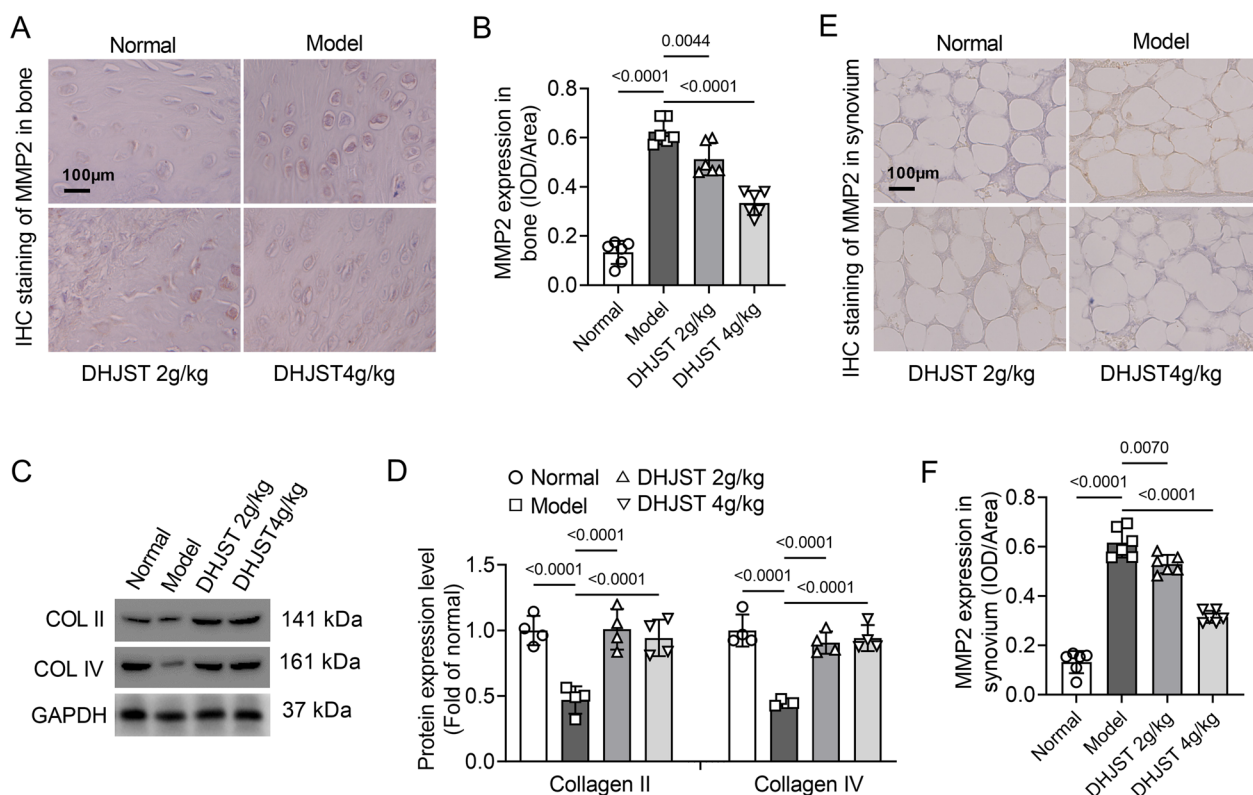 A
Normal
Model
IHC staining of MMP2 in bone
100μm
DHJST 2g/kg
DHJST4g/kg
B
0.0044
<0.0001
<0.0001
MMP2 expression in
bone (IOD/Area)
0.8
0.6
0.4
0.2
0.0
Normal
Model
DHJST 2g/kg
DHJST 4g/kg
E
Normal
Model
IHC staining of MMP2 in synovium
100μm
DHJST 2g/kg
DHJST4g/kg
C
Normal
Model
DHJST 2g/kg
DHJST4g/kg
COL II
141 kDa
COL IV
161 kDa
GAPDH
37 kDa
D
Normal
DHJST 2g/kg
Model
DHJST 4g/kg
Protein expression level
(Fold of normal)
1.5
1.0
0.5
0.0
<0.0001
<0.0001
<0.0001
<0.0001
<0.0001
<0.0001
Collagen II
Collagen IV
F
0.0070
<0.0001
<0.0001
MMP2 expression in
synovium (IOD/Area)
0.8
0.6
0.4
0.2
0.0
Normal
Model
DHJST 2g/kg
DHJST 4g/kg